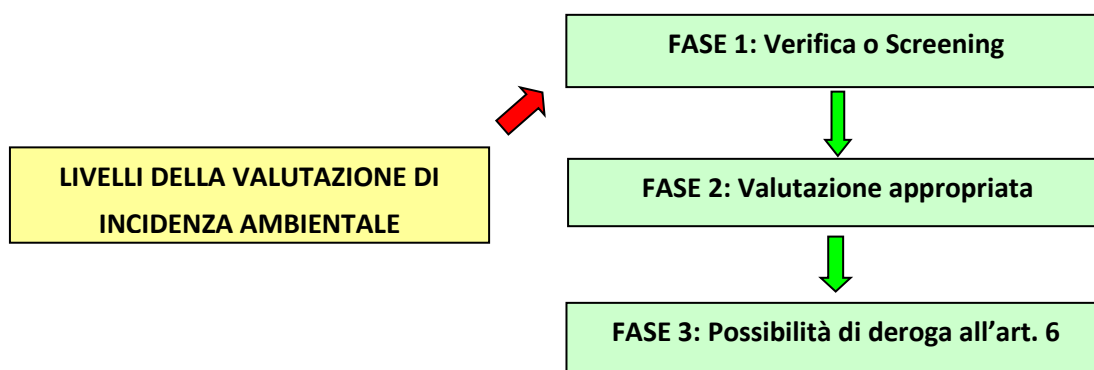 FASE 1: Verifica o Screening
LIVELLI DELLA VALUTAZIONE DI
INCIDENZA AMBIENTALE
FASE 2: Valutazione appropriata
FASE 3: Possibilità di deroga all’art. 6